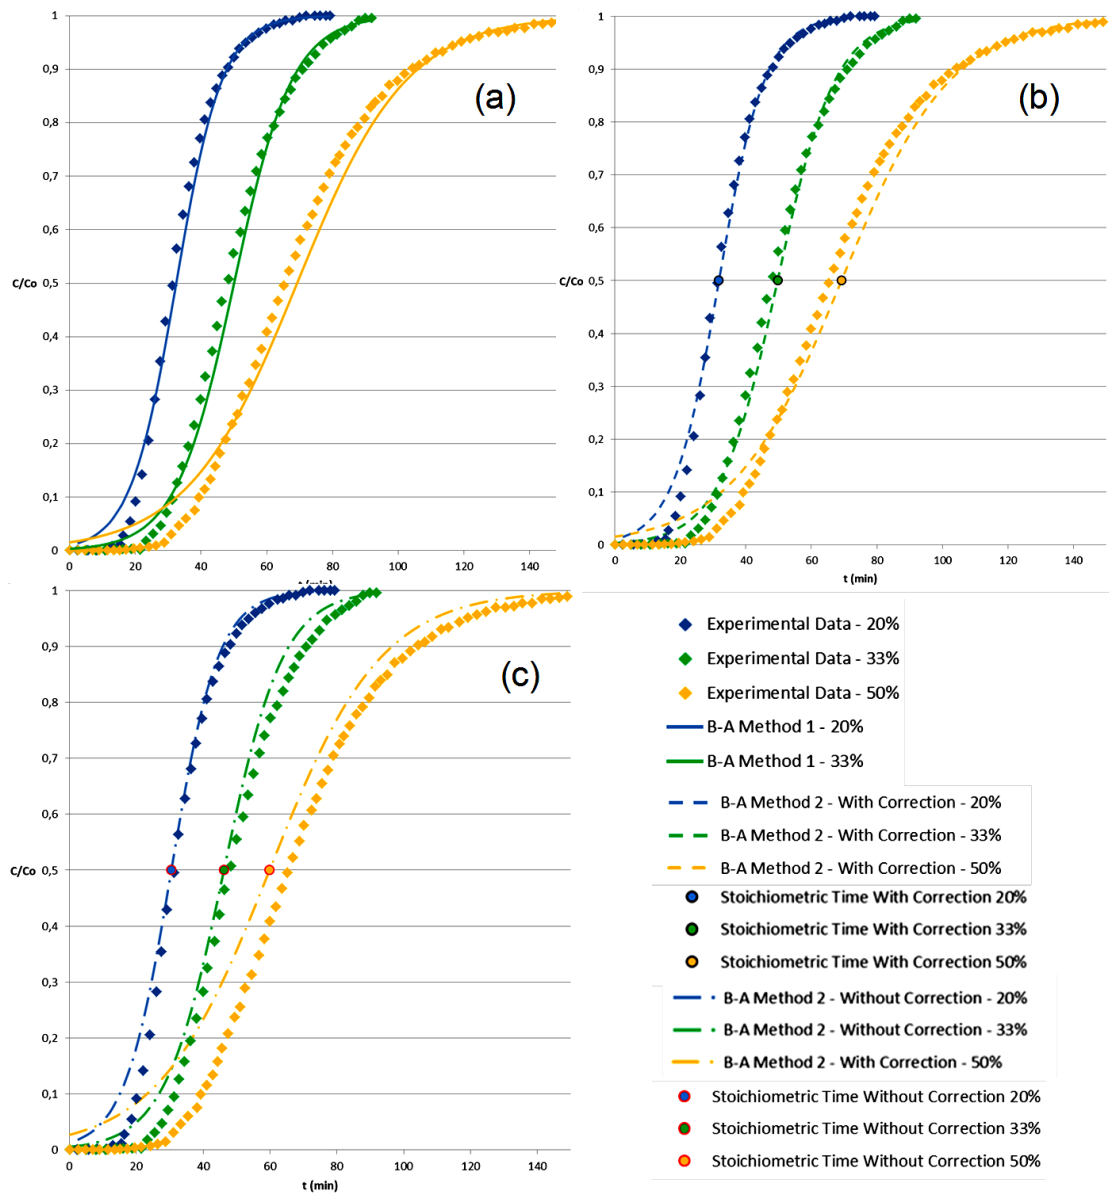 1
0,9
0,8
0,7
0,6
C/Co 0,5
0,4
0,3
0,2
0,1
0
0 20 40 60 80 100 120 140
t (min)
(a)
1
0,9
0,8
0,7
0,6
C/Co 0,5
0,4
0,3
0,2
0,1
0
0 20 40 60 80 100 120 140
t (min)
(b)
1
0,9
0,8
0,7
0,6
C/Co 0,5
0,4
0,3
0,2
0,1
0
0 20 40 60 80 100 120 140
t (min)
(c)
Experimental Data - 20%
Experimental Data - 33%
Experimental Data - 50%
B-A Method 1 - 20%
B-A Method 1 - 33%
B-A Method 2 - With Correction - 20%
B-A Method 2 - With Correction - 33%
B-A Method 2 - With Correction - 50%
Stoichiometric Time With Correction 20%
Stoichiometric Time With Correction 33%
Stoichiometric Time With Correction 50%
B-A Method 2 - Without Correction - 20%
B-A Method 2 - Without Correction - 33%
B-A Method 2 - With Correction - 50%
Stoichiometric Time Without Correction 20%
Stoichiometric Time Without Correction 33%
Stoichiometric Time Without Correction 50%